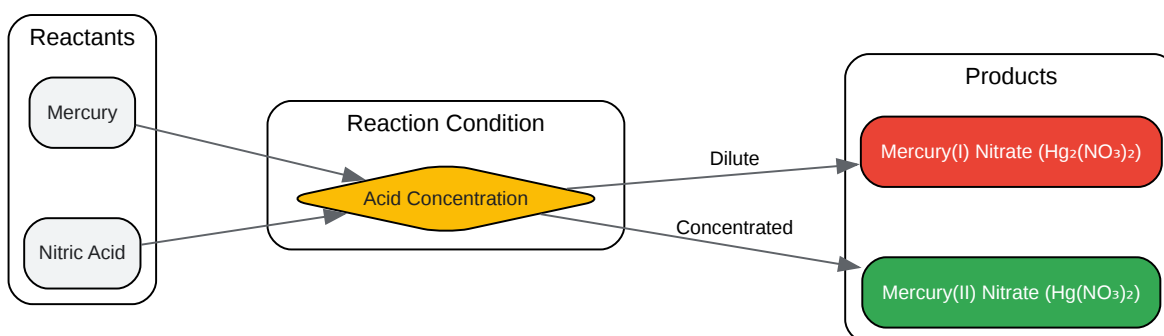 Reactants
Mercury
Nitric Acid
Reaction Condition
Acid Concentration
Dilute
Concentrated
Products
Mercury(I) Nitrate (Hg₂(NO₃)₂)
Mercury(II) Nitrate (Hg(NO₃)₂)